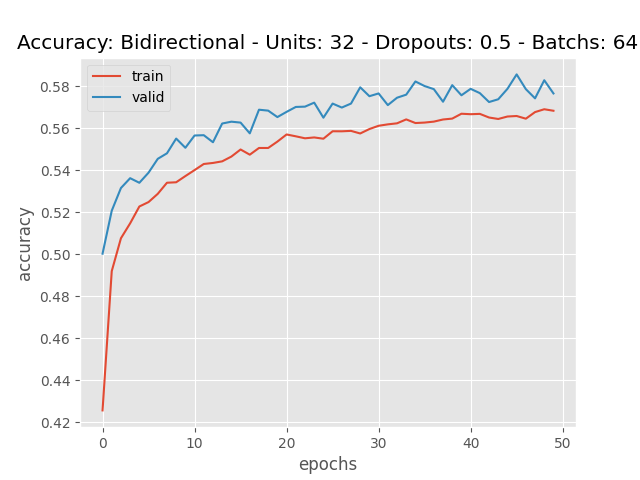 Accuracy: Bidirectional - Units: 32 - Dropouts: 0.5 - Batchs: 64
train
valid
0.58
0.56
0.54
0.52
0.50
0.48
0.46
0.44
0.42
accuracy
0 10 20 30 40 50
epochs